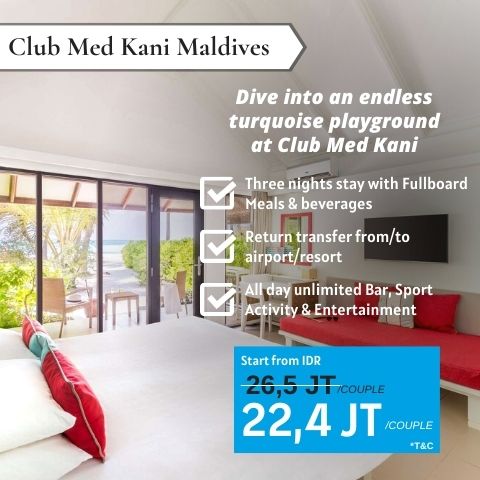 Club Med Kani Maldives
Dive into an endless
turquoise playground
at Club Med Kani
Three nights stay with Fullboard
Meals & beverages
Return transfer from/to
airport/resort
All day unlimited Bar, Sport
Activity & Entertainment
Start from IDR
26,5 JT/COUPLE
22,4 JT /COUPLE
*T&C